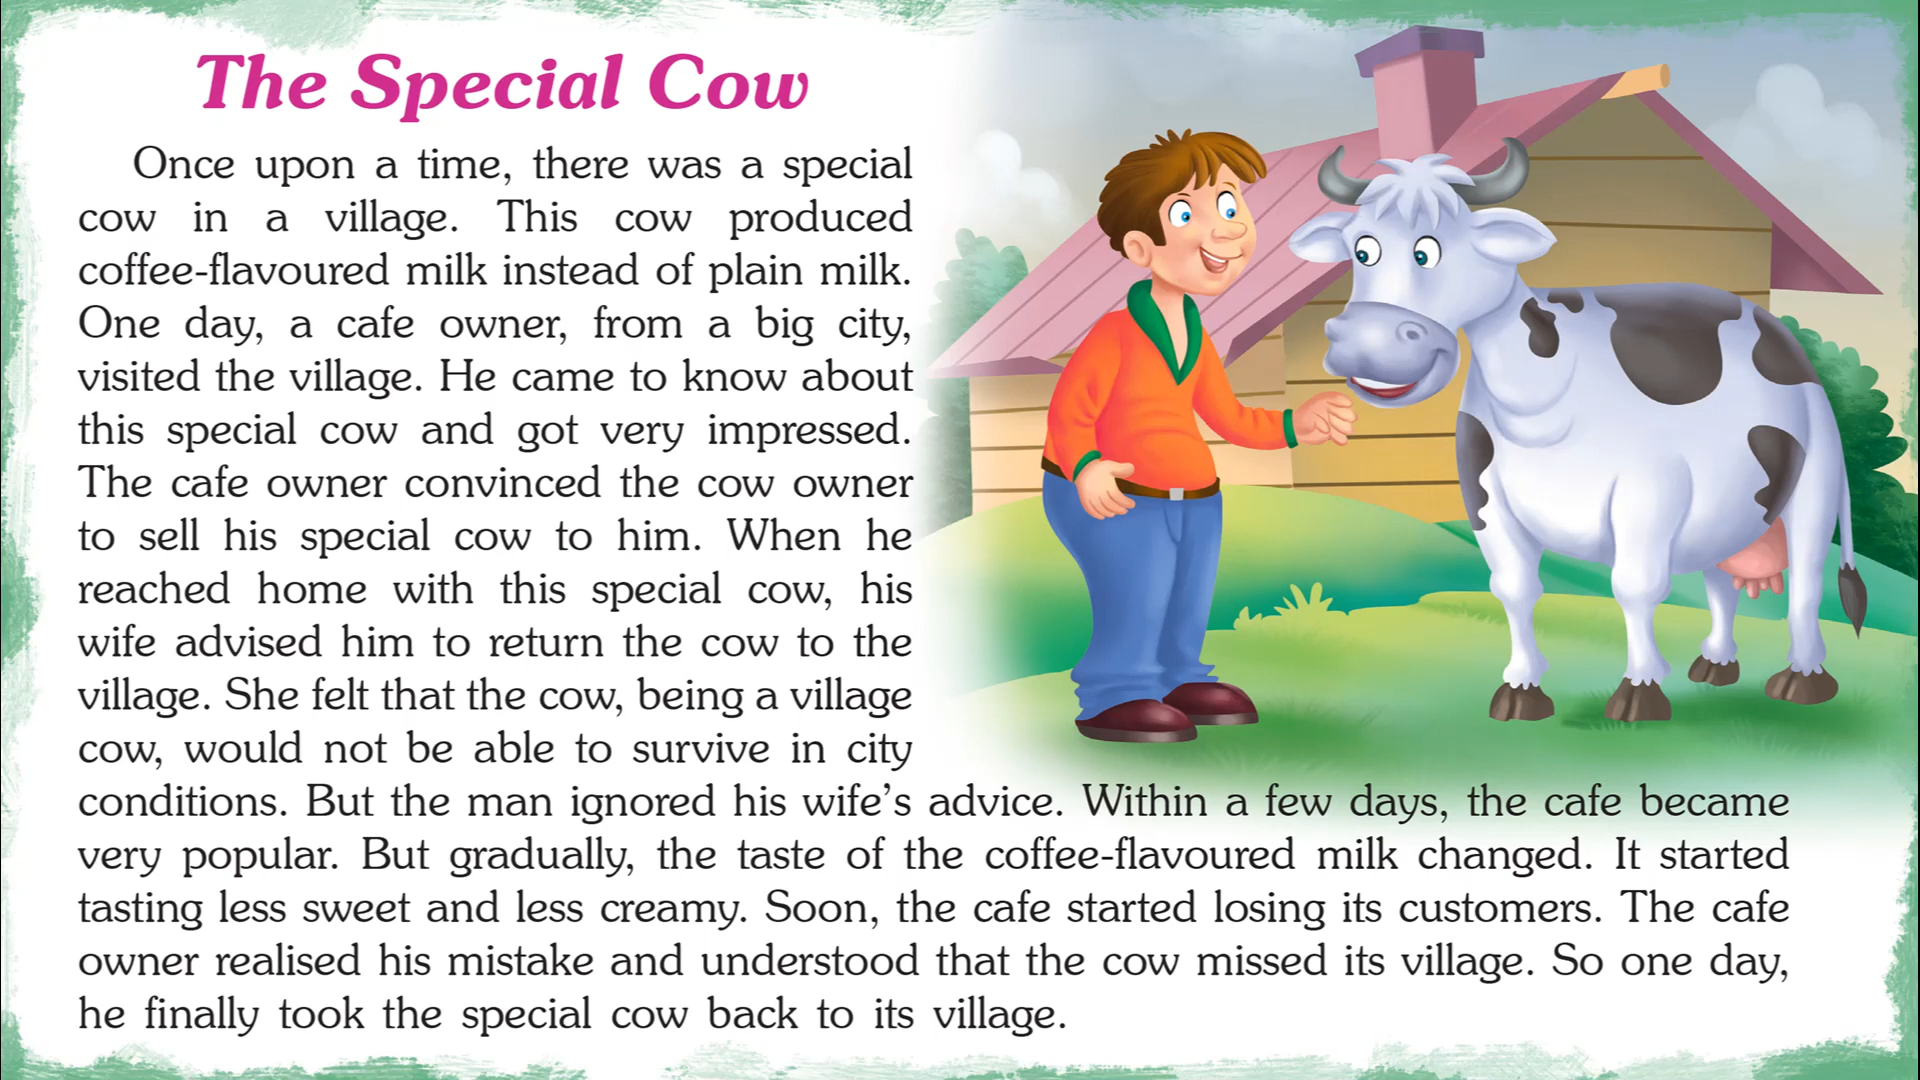 The Special Cow
Once upon a time, there was a special
cow in a village. This cow produced
coffee-flavoured milk instead of plain milk.
One day, a cafe owner, from a big city,
visited the village. He came to know about
this special cow and got very impressed.
The cafe owner convinced the cow owner
to sell his special cow to him. When he
reached home with this special cow, his
wife advised him to return the cow to the
village. She felt that the cow, being a village
cow, would not be able to survive in city
conditions. But the man ignored his wife’s advice. Within a few days, the cafe became
very popular. But gradually, the taste of the coffee-flavoured milk changed. It started
tasting less sweet and less creamy. Soon, the cafe started losing its customers. The cafe
owner realised his mistake and understood that the cow missed its village. So one day,
he finally took the special cow back to its village.